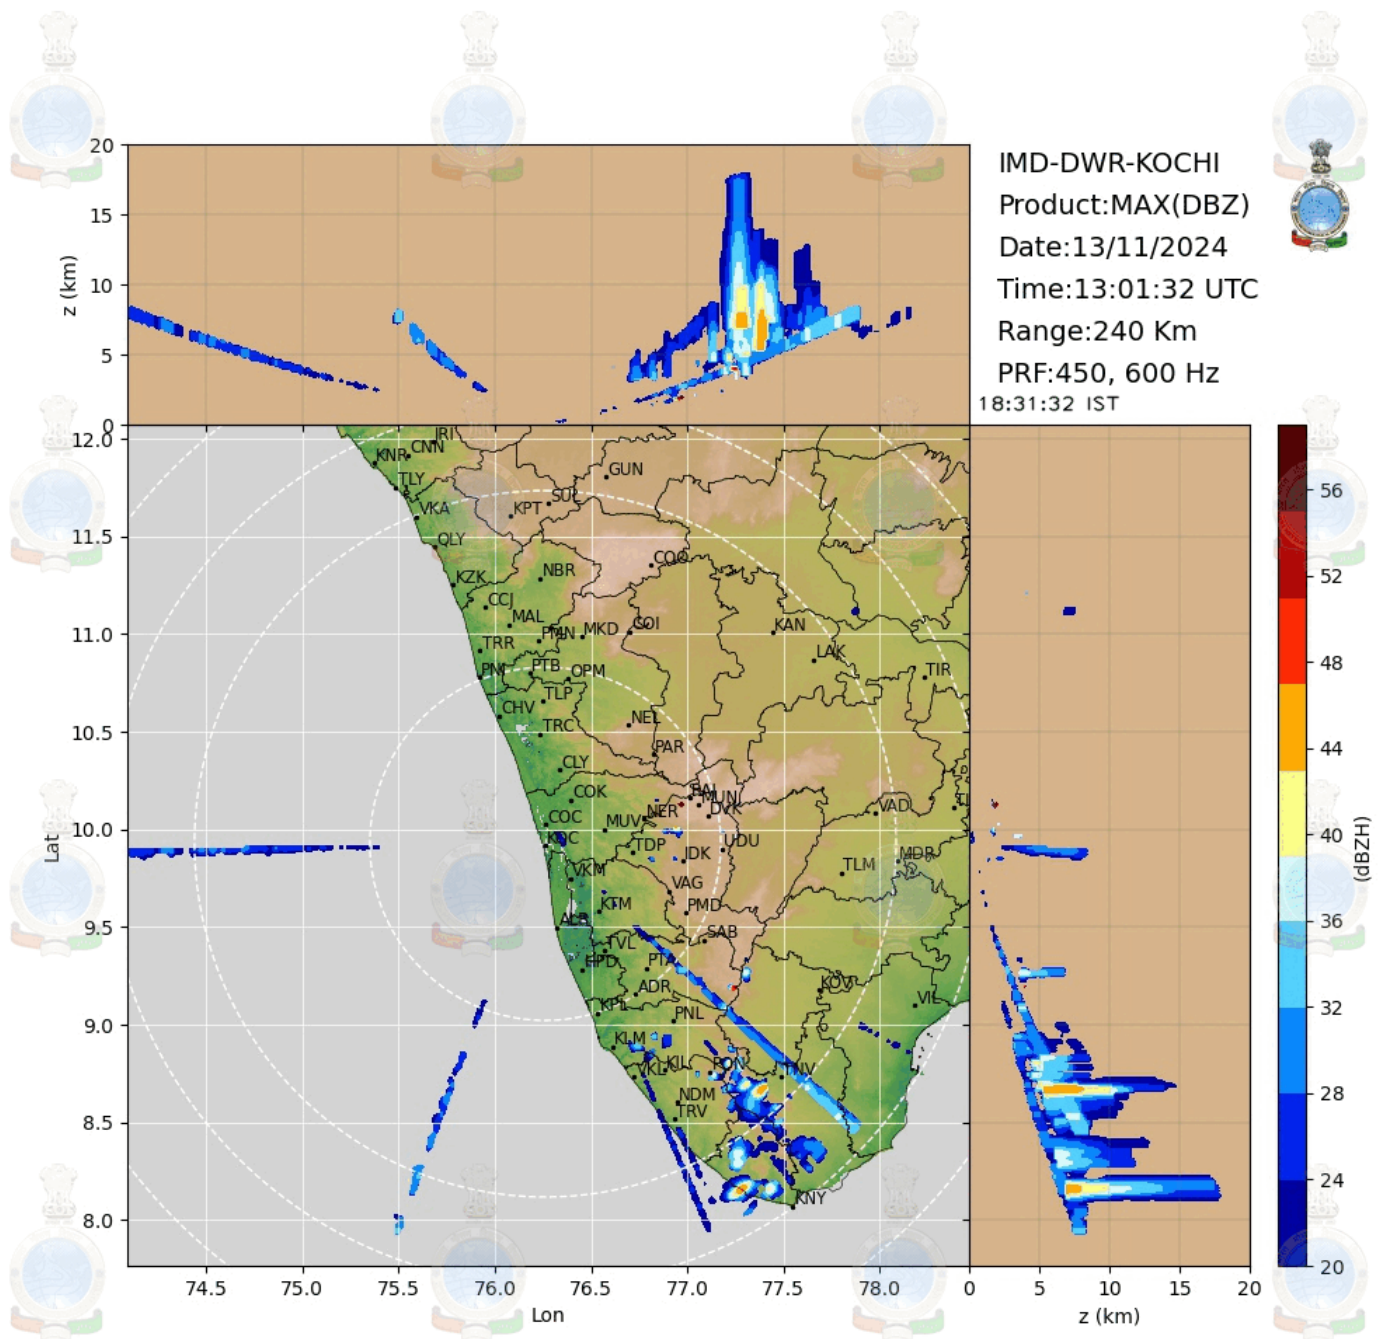 IMD-DWR-KOCHI
Product:MAX(DBZ)
Date:13/11/2024
Time:13:01:32 UTC
Range:240 Km
PRF:450, 600 Hz
18:31:32 IST
20
15
10
5
0
z (km)
12.0
11.5
11.0
10.5
10.0
9.5
9.0
8.5
8.0
Lat
IRI
CNN
KNR
TLY
GUN
SUL
KPT
VKA
QLY
COO
NBR
KZK
CCJ
MAL
PMN
MKD
COI
KAN
TRR
LAK
PNI
PTB
OPM
TIR
TLP
CHV
NEL
TRC
PAR
CLY
COK
MUN
DVK
VAD
COC
MUV
NER
KOC
TDP
IDK
UDU
TLM
MDR
VKM
VAG
KTM
PMD
ALP
SAB
TVL
HPD
PTA
ADR
KOV
VIL
KPL
PNL
KLM
VKL
KIL
PON
TNV
NDM
TRV
KNY
74.5
75.0
75.5
76.0
76.5
77.0
77.5
78.0
Lon
0
5
10
15
20
z (km)
56
52
48
44
40
36
32
28
24
20
(dBZH)